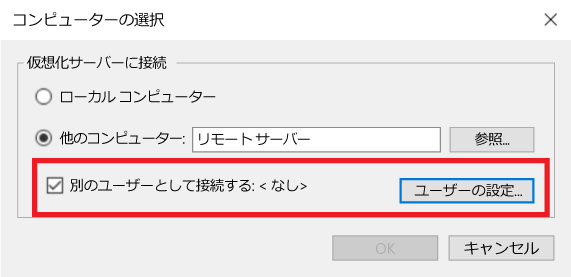 コンピューターの選択
仮想化サーバーに接続
ローカル コンピューター
他のコンピューター: リモート サーバー 参照...
別のユーザーとして接続する: < なし> ユーザーの設定...
OK キャンセル